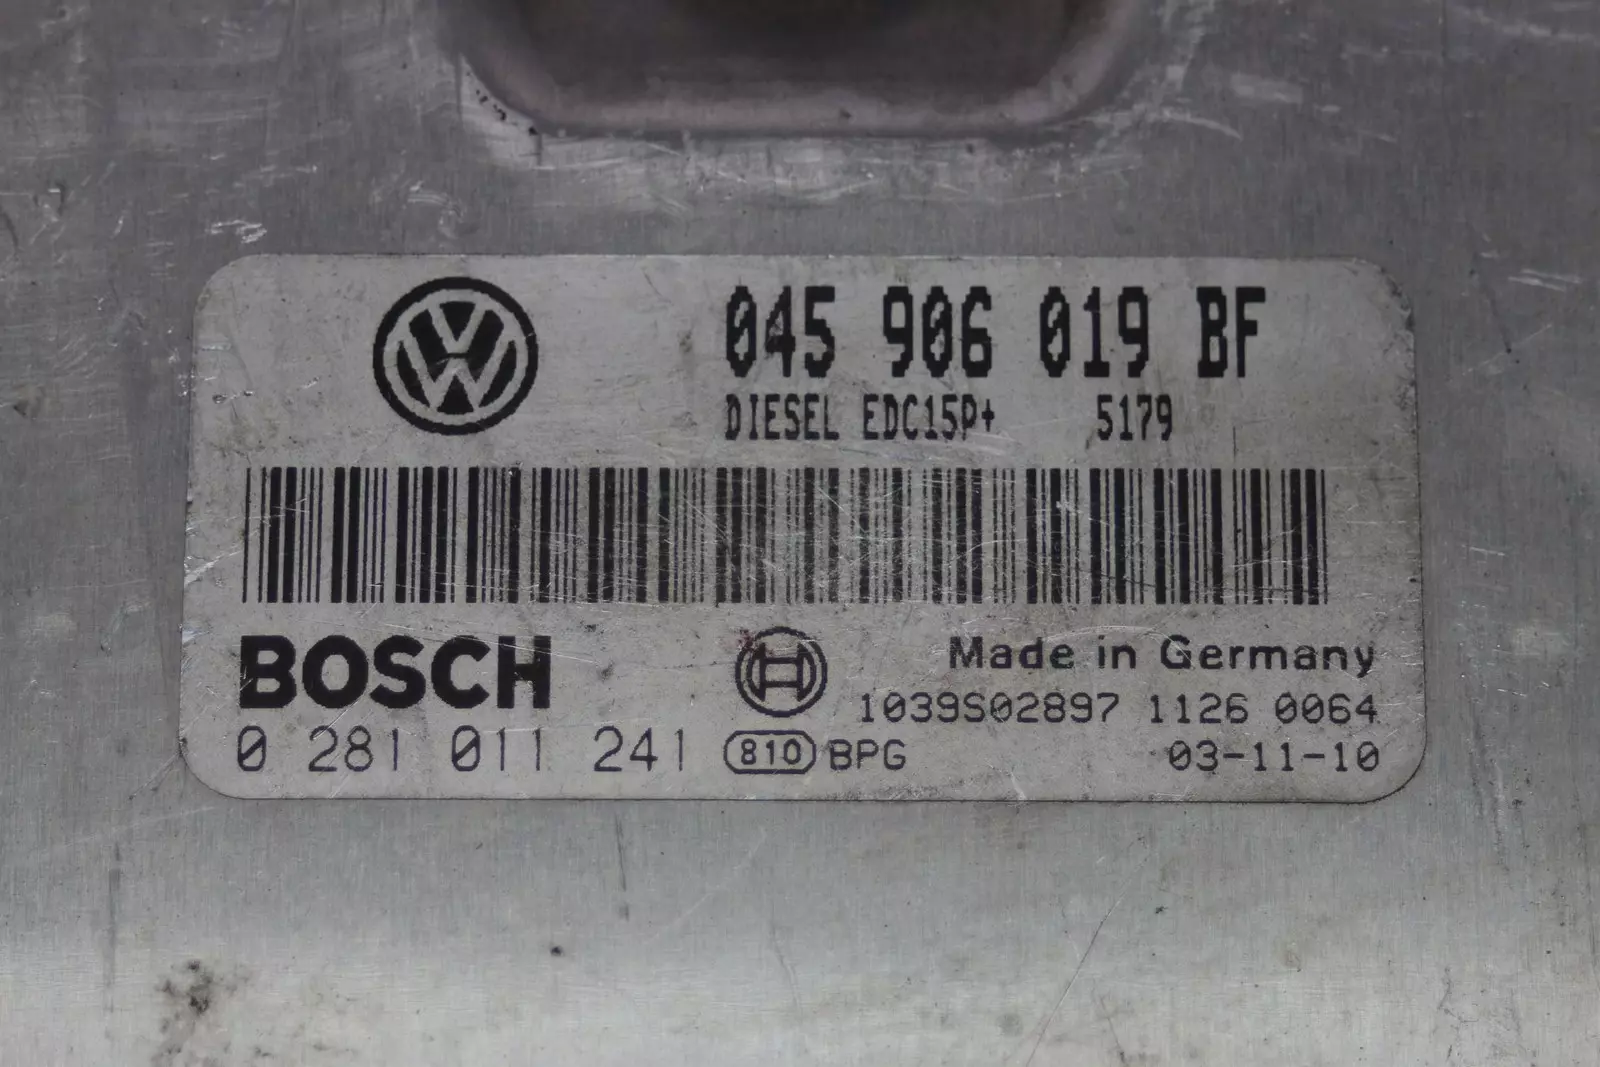 045 906 019 BF
DIESEL EDC15P+ 5179
BOSCH
Made in Germany
1039S02897 1126 0064
0 281 011 241 810 BPG 03-11-10